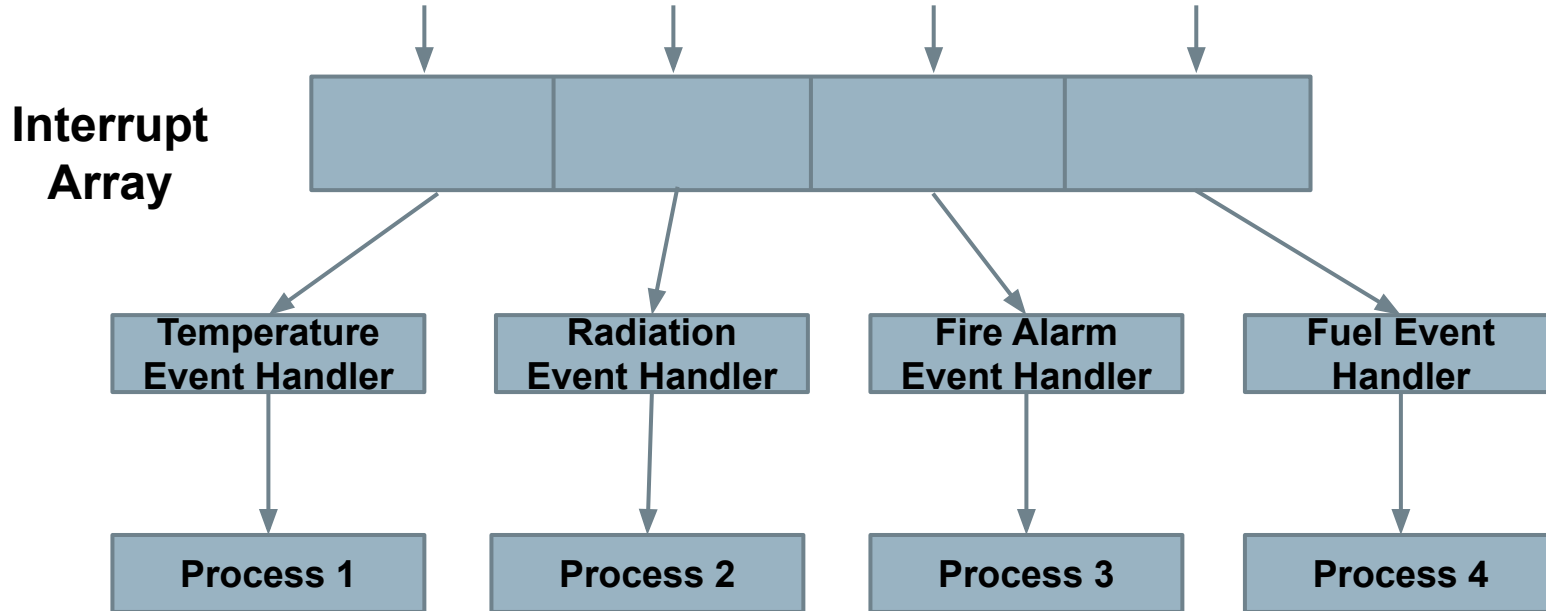 Interrupt
Array
Temperature
Event Handler
Radiation
Event Handler
Fire Alarm
Event Handler
Fuel Event
Handler
Process 1
Process 2
Process 3
Process 4